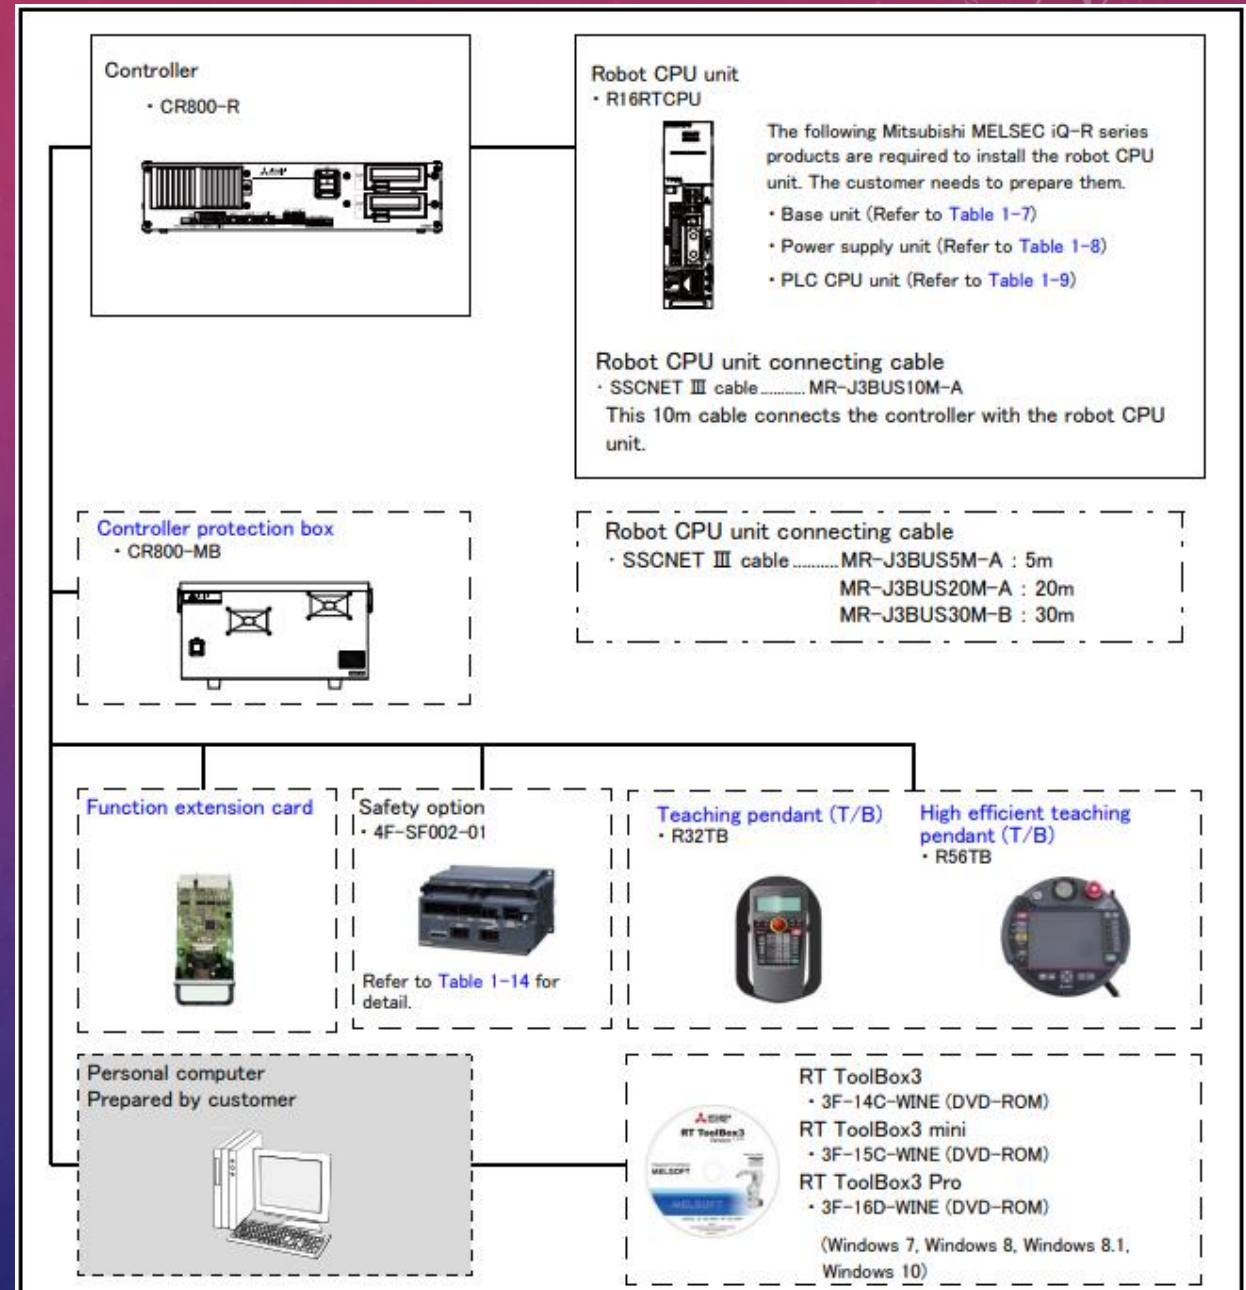 Controller
・CR800-R
Robot CPU unit
・R16RTCPU
The following Mitsubishi MELSEC iQ-R series
products are required to install the robot CPU
unit. The customer needs to prepare them.
・Base unit (Refer to Table 1-7)
・Power supply unit (Refer to Table 1-8)
・PLC CPU unit (Refer to Table 1-9)
Robot CPU unit connecting cable
・SSCNET Ⅲ cable ........... MR-J3BUS10M-A
This 10m cable connects the controller with the robot CPU
unit.
Controller protection box
・CR800-MB
Robot CPU unit connecting cable
・SSCNET Ⅲ cable ...........MR-J3BUS5M-A : 5m
MR-J3BUS20M-A : 20m
MR-J3BUS30M-B : 30m
Function extension card
Safety option
・4F-SF002-01
Refer to Table 1-14 for
detail.
Teaching pendant (T/B)
・R32TB
High efficient teaching
pendant (T/B)
・R56TB
Personal computer
Prepared by customer
RT ToolBox3
MELSOFT
MELSOFT
RT ToolBox3
・3F-14C-WINE (DVD-ROM)
RT ToolBox3 mini
・3F-15C-WINE (DVD-ROM)
RT ToolBox3 Pro
・3F-16D-WINE (DVD-ROM)
(Windows 7, Windows 8, Windows 8.1,
Windows 10)